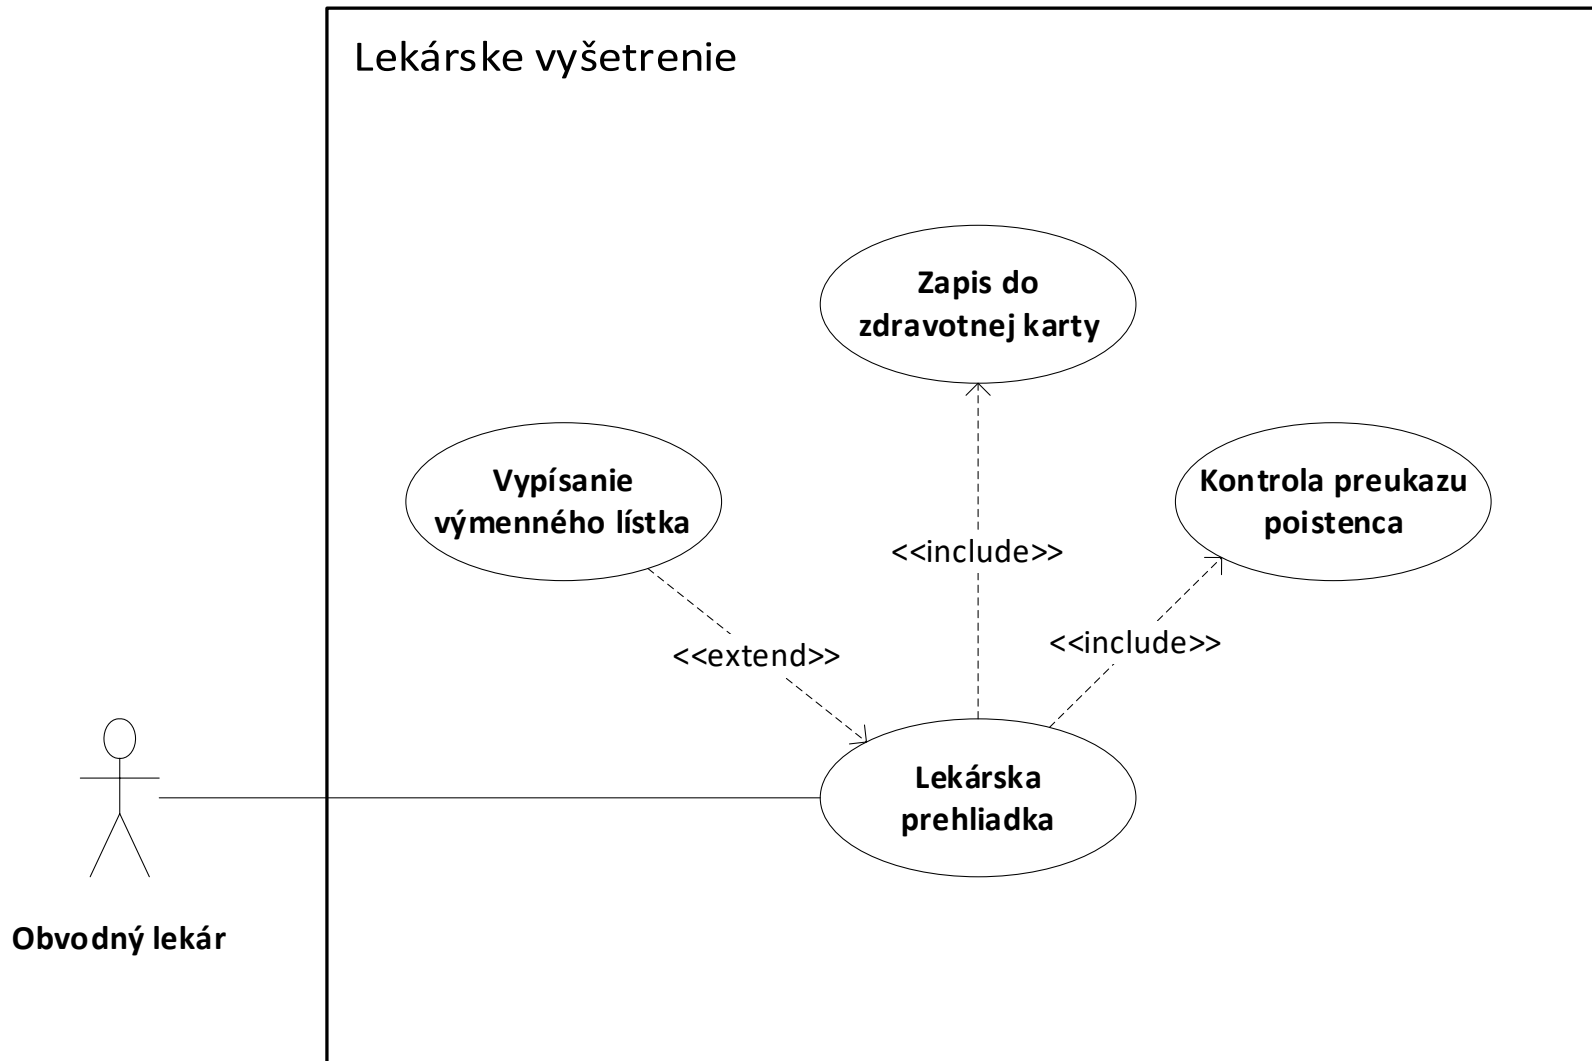 Lekárske vyšetrenie
Zapis do
zdravotnej karty
Vypísanie
výmenného lístka
Kontrola preukazu
poistenca
<<include>>
<<include>>
<<extend>>
Lekárska
prehliadka
Obvodný lekár